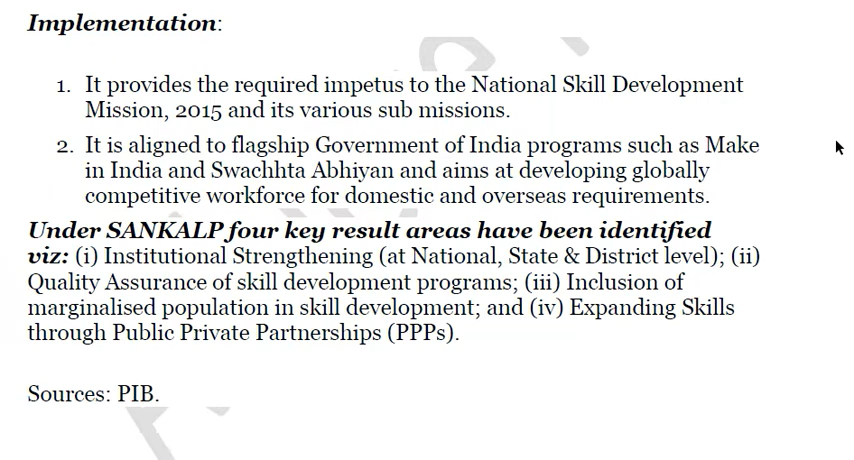 Implementation:
1. It provides the required impetus to the National Skill Development
Mission, 2015 and its various sub missions.
2. It is aligned to flagship Government of India programs such as Make
in India and Swachhta Abhiyan and aims at developing globally
competitive workforce for domestic and overseas requirements.
Under SANKALP four key result areas have been identified
viz: (i) Institutional Strengthening (at National, State & District level); (ii)
Quality Assurance of skill development programs; (iii) Inclusion of
marginalised population in skill development; and (iv) Expanding Skills
through Public Private Partnerships (PPPs).
Sources: PIB.